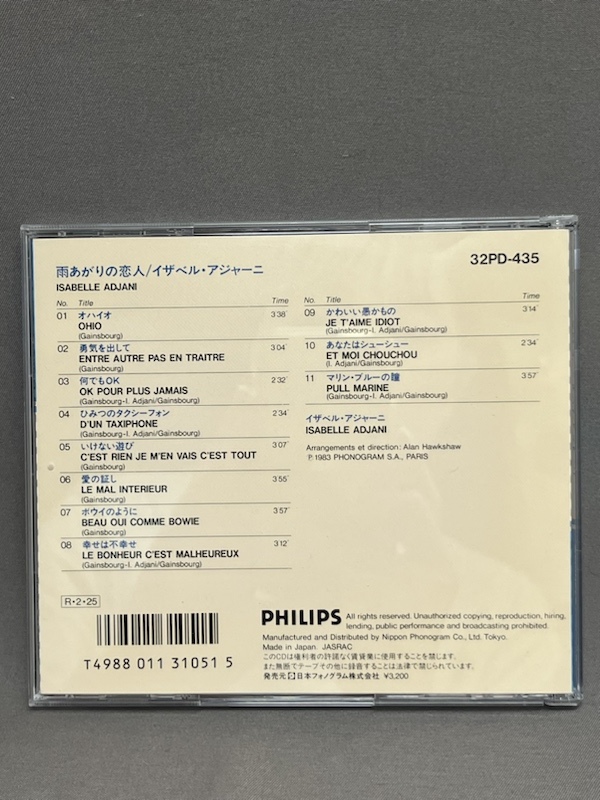 32PD-435
雨あがりの恋人/イザベル・アジャーニ
ISABELLE ADJANI
No. Title Time
01 オハイオ 3'38"
OHIO
(Gainsbourg)
02 勇気を出して 3'04"
ENTRE AUTRE PAS EN TRAITRE
(Gainsbourg)
03 何でもOK 2'32"
OK POUR PLUS JAMAIS
(Gainsbourg-I. Adjani/Gainsbourg)
04 ひみつのタクシーフォン 2'34"
D'UN TAXIPHONE
(Gainsbourg-I. Adjani/Gainsbourg)
05 いけない遊び 3'07"
C'EST RIEN JE M'EN VAIS C'EST TOUT
(Gainsbourg)
06 愛の証し 3'55"
LE MAL INTERIEUR
(Gainsbourg)
07 ボウイのように 3'57"
BEAU OUI COMME BOWIE
(Gainsbourg)
08 幸せは不幸せ 3'12"
LE BONHEUR C'EST MALHEUREUX
(Gainsbourg-I. Adjani/Gainsbourg)
No. Title Time
09 かわいい愚かもの 3'14"
JE T'AIME IDIOT
(Gainsbourg-I. Adjani/Gainsbourg)
10 あなたはシューシュー 2'34"
ET MOI CHOUCHOU
(I. Adjani/Gainsbourg)
11 マリン・ブルーの瞳 3'57"
PULL MARINE
(Gainsbourg-I. Adjani/Gainsbourg)
イザベル・アジャーニ
ISABELLE ADJANI
Arrangements et direction: Alan Hawkshaw
℗1983 PHONOGRAM S.A., PARIS
R・2・25
T4988 011 31051 5
PHILIPS
All rights reserved. Unauthorized copying, reproduction, hiring,
lending, public performance and broadcasting prohibited.
Manufactured and Distributed by Nippon Phonogram Co., Ltd. Tokyo.
Made in Japan. JASRAC
このCDは権利者の許諾なく賃貸業に使用することを禁じます。
また無断でテープその他に録音することは法律で禁じられています。
発売元 日本フォノグラム株式会社 ¥3,200